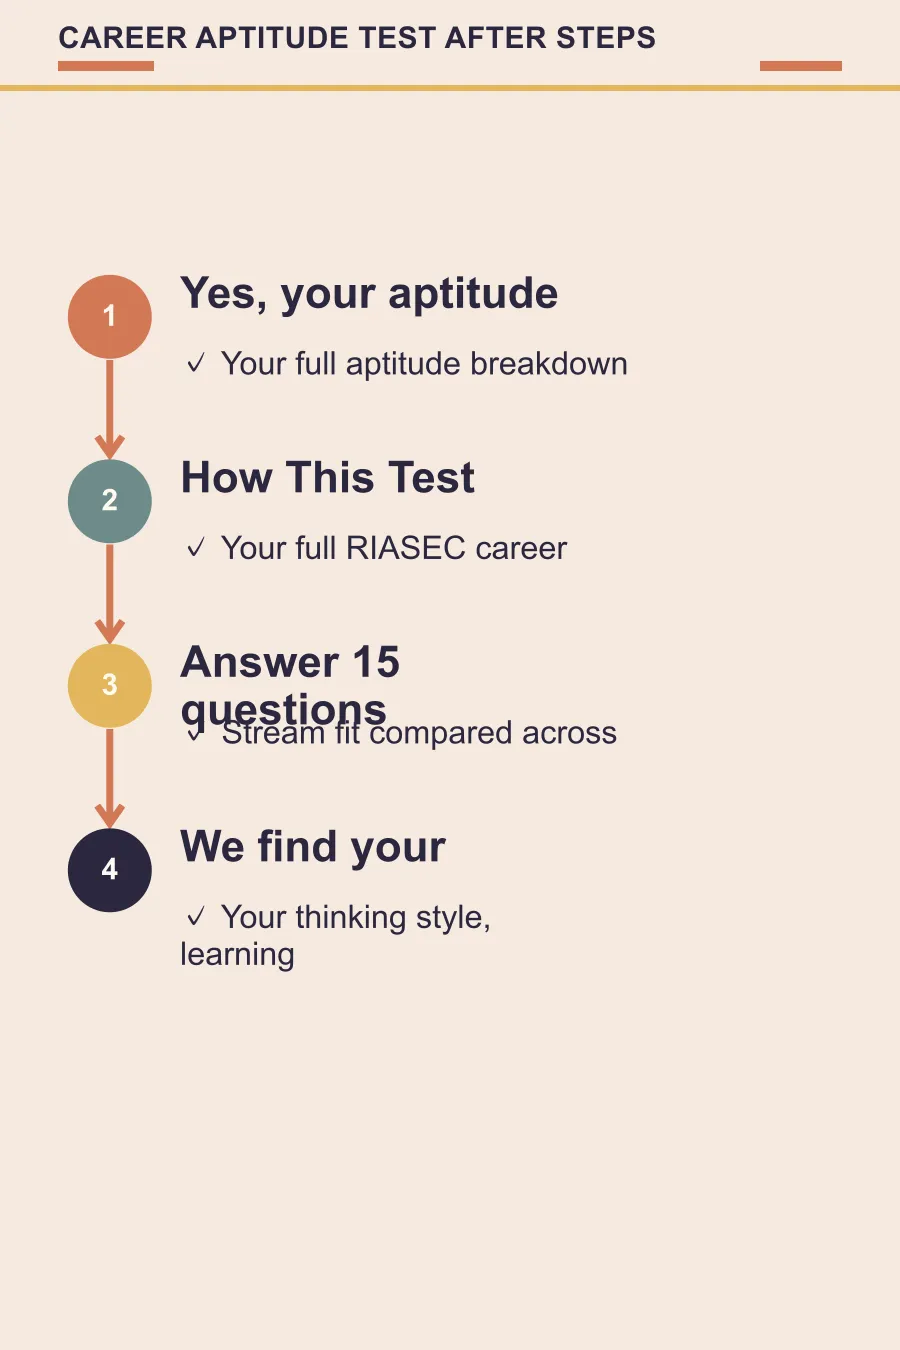 CAREER APTITUDE TEST AFTER STEPS
1
Yes, your aptitude
✓ Your full aptitude breakdown
2
How This Test
✓ Your full RIASEC career
3
Answer 15
questions
✓ Stream fit compared across
4
We find your
✓ Your thinking style,
learning